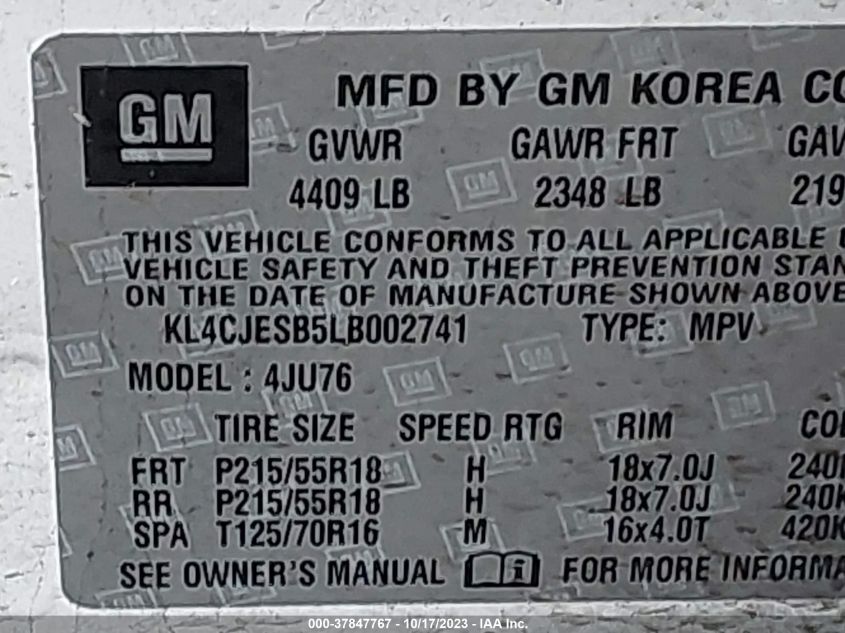 GM
MFD BY GM KOREA CO
GVWR GAWR FRT GAW
4409 LB 2348 LB 219
THIS VEHICLE CONFORMS TO ALL APPLICABLE
VEHICLE SAFETY AND THEFT PREVENTION STAN
ON THE DATE OF MANUFACTURE SHOWN ABOVE
KL4CJESB5LB002741 TYPE: MPV
MODEL : 4JU76
TIRE SIZE SPEED RTG RIM COL
FRT P215/55R18 H 18x7.0J 240
RR P215/55R18 H 18x7.0J 240K
SPA T125/70R16 M 16x4.0T 420K
SEE OWNER'S MANUAL FOR MORE INFORMA
000-37847767 - 10/17/2023 - IAA Inc.